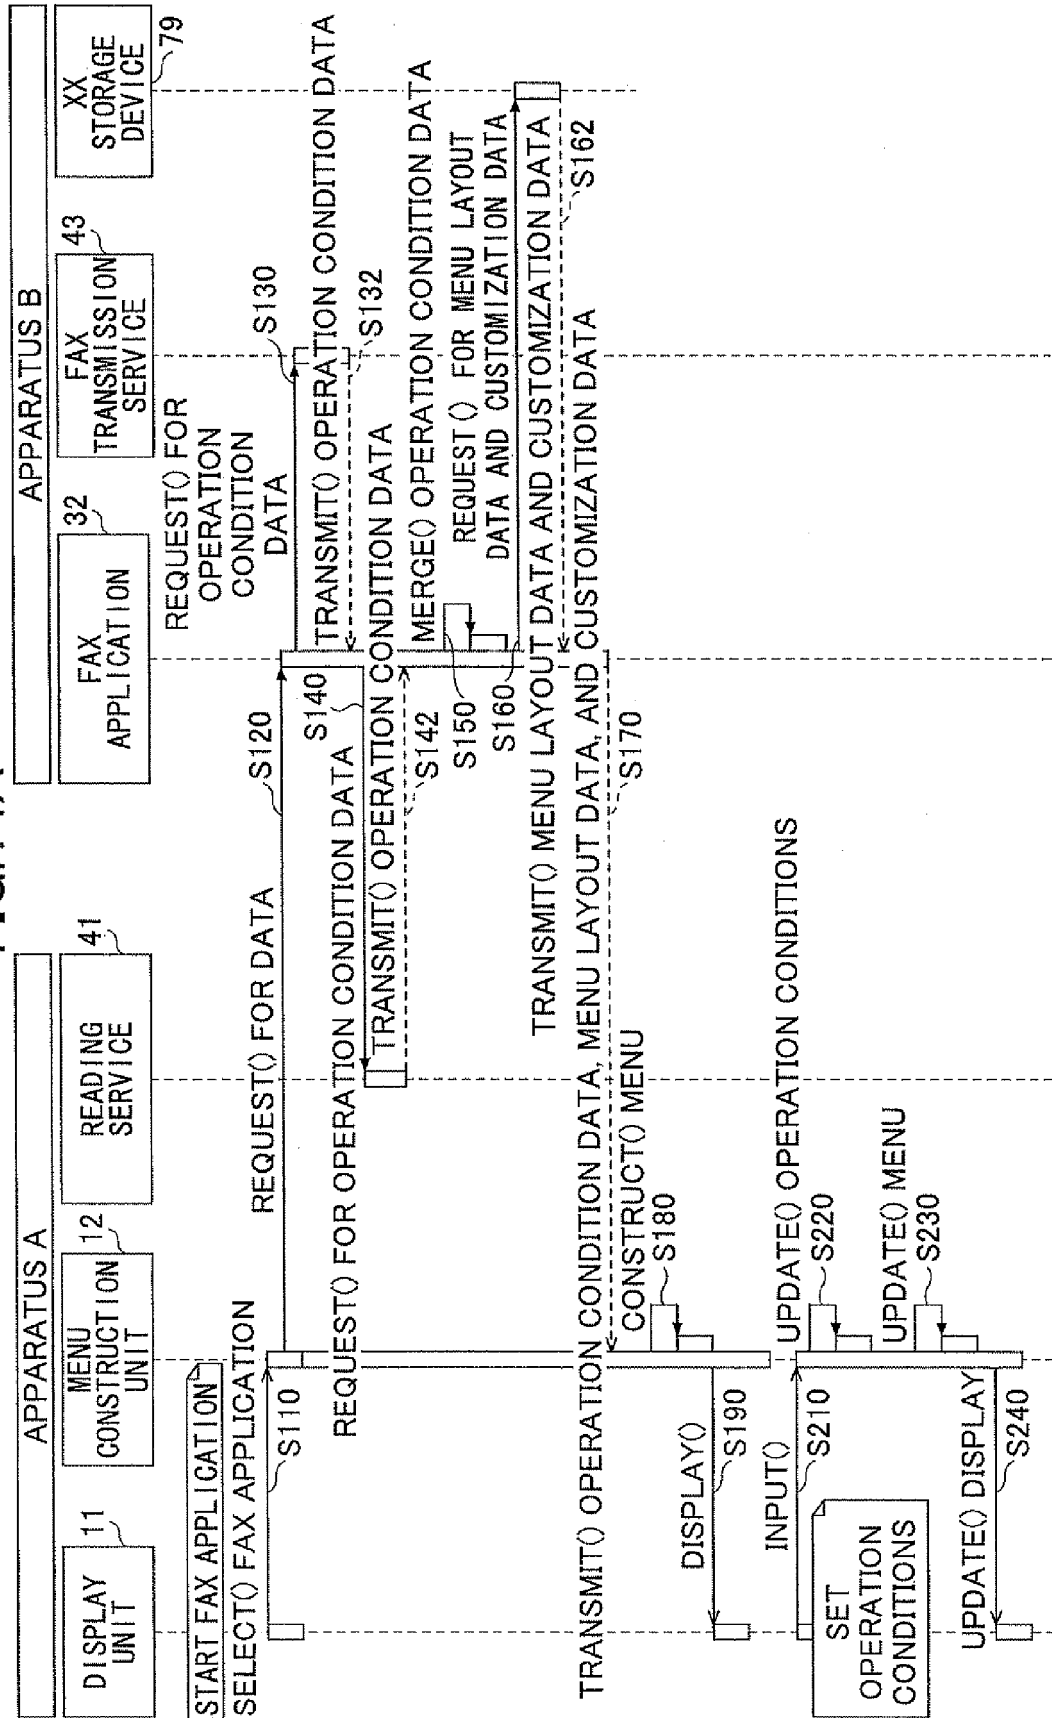 APPARATUS A
APPARATUS B
DISPLAY
UNIT
11
MENU
CONSTRUCTION
UNIT
12
READING
SERVICE
41
FAX
APPLICATION
32
FAX
TRANSMISSION
SERVICE
43
XX
STORAGE
DEVICE
79
START FAX APPLICATION
SELECT() FAX APPLICATION
S110
REQUEST() FOR DATA
S120
REQUEST() FOR
OPERATION
CONDITION
DATA
S130
TRANSMIT() OPERATION CONDITION DATA
S132
REQUEST() FOR OPERATION CONDITION DATA
S140
TRANSMIT() OPERATION CONDITION DATA
S142
MERGE() OPERATION CONDITION DATA
S150
REQUEST() FOR MENU LAYOUT
DATA AND CUSTOMIZATION DATA
S160
TRANSMIT() MENU LAYOUT DATA AND CUSTOMIZATION DATA
S162
TRANSMIT() OPERATION CONDITION DATA, MENU LAYOUT DATA, AND CUSTOMIZATION DATA
S170
CONSTRUCT() MENU
S180
DISPLAY()
S190
INPUT()
S210
SET
OPERATION
CONDITIONS
UPDATE() OPERATION CONDITIONS
S220
UPDATE() MENU
S230
UPDATE() DISPLAY
S240